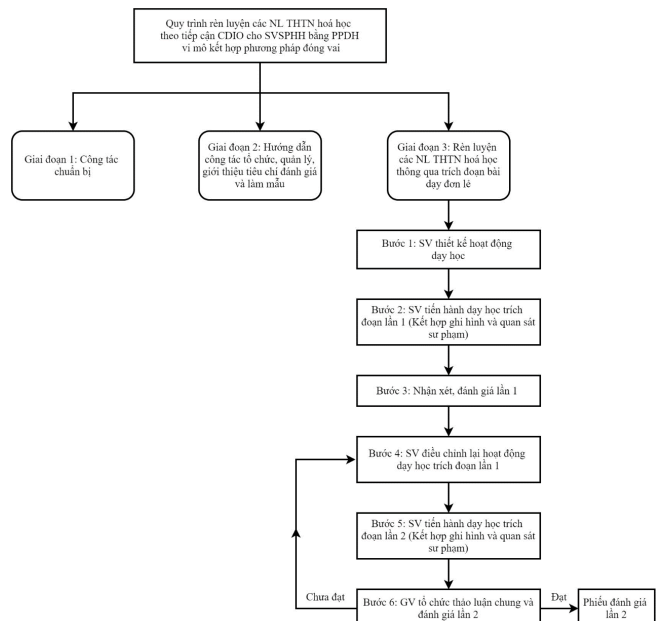 Quy trình rèn luyện các NL THTN hoá học
theo tiếp cận CDIO cho SVSPHH bằng PPDH
vi mô kết hợp phương pháp đóng vai
Giai đoạn 1: Công tác
chuẩn bị
Giai đoạn 2: Hướng dẫn
công tác tổ chức, quản lý,
giới thiệu tiêu chí đánh giá
và làm mẫu
Giai đoạn 3: Rèn luyện
các NL THTN hoá học
thông qua trích đoạn bài
dạy đơn lẻ
Bước 1: SV thiết kế hoạt động
dạy học
Bước 2: SV tiến hành dạy học trích
đoạn lần 1 (Kết hợp ghi hình và quan sát
sư phạm)
Bước 3: Nhận xét, đánh giá lần 1
Bước 4: SV điều chỉnh lại hoạt động
dạy học trích đoạn lần 1
Bước 5: SV tiến hành dạy học trích
đoạn lần 2 (Kết hợp ghi hình và quan sát
sư phạm)
Chưa đạt
Bước 6: GV tổ chức thảo luận chung và
đánh giá lần 2
Đạt
Phiếu đánh giá
lần 2